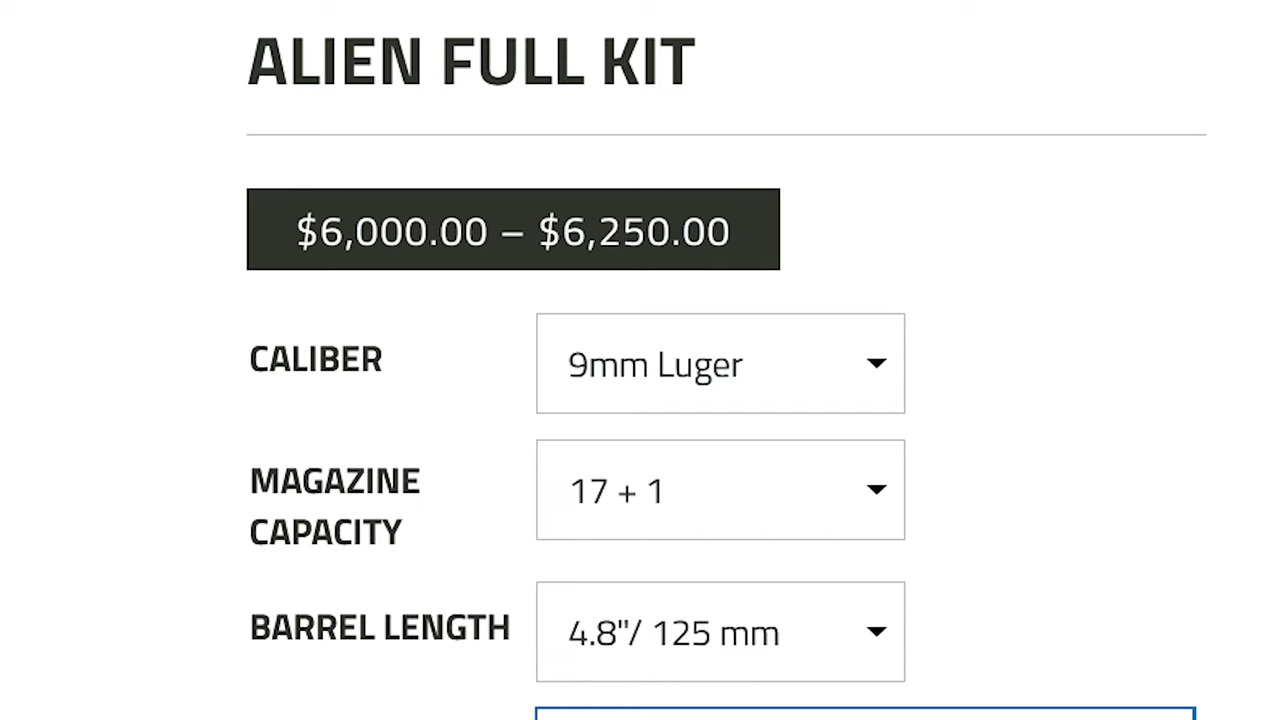 ALIEN FULL KIT
$6,000.00 – $6,250.00
CALIBER
9mm Luger
MAGAZINE
CAPACITY
17 + 1
BARREL LENGTH
4.8"/ 125 mm